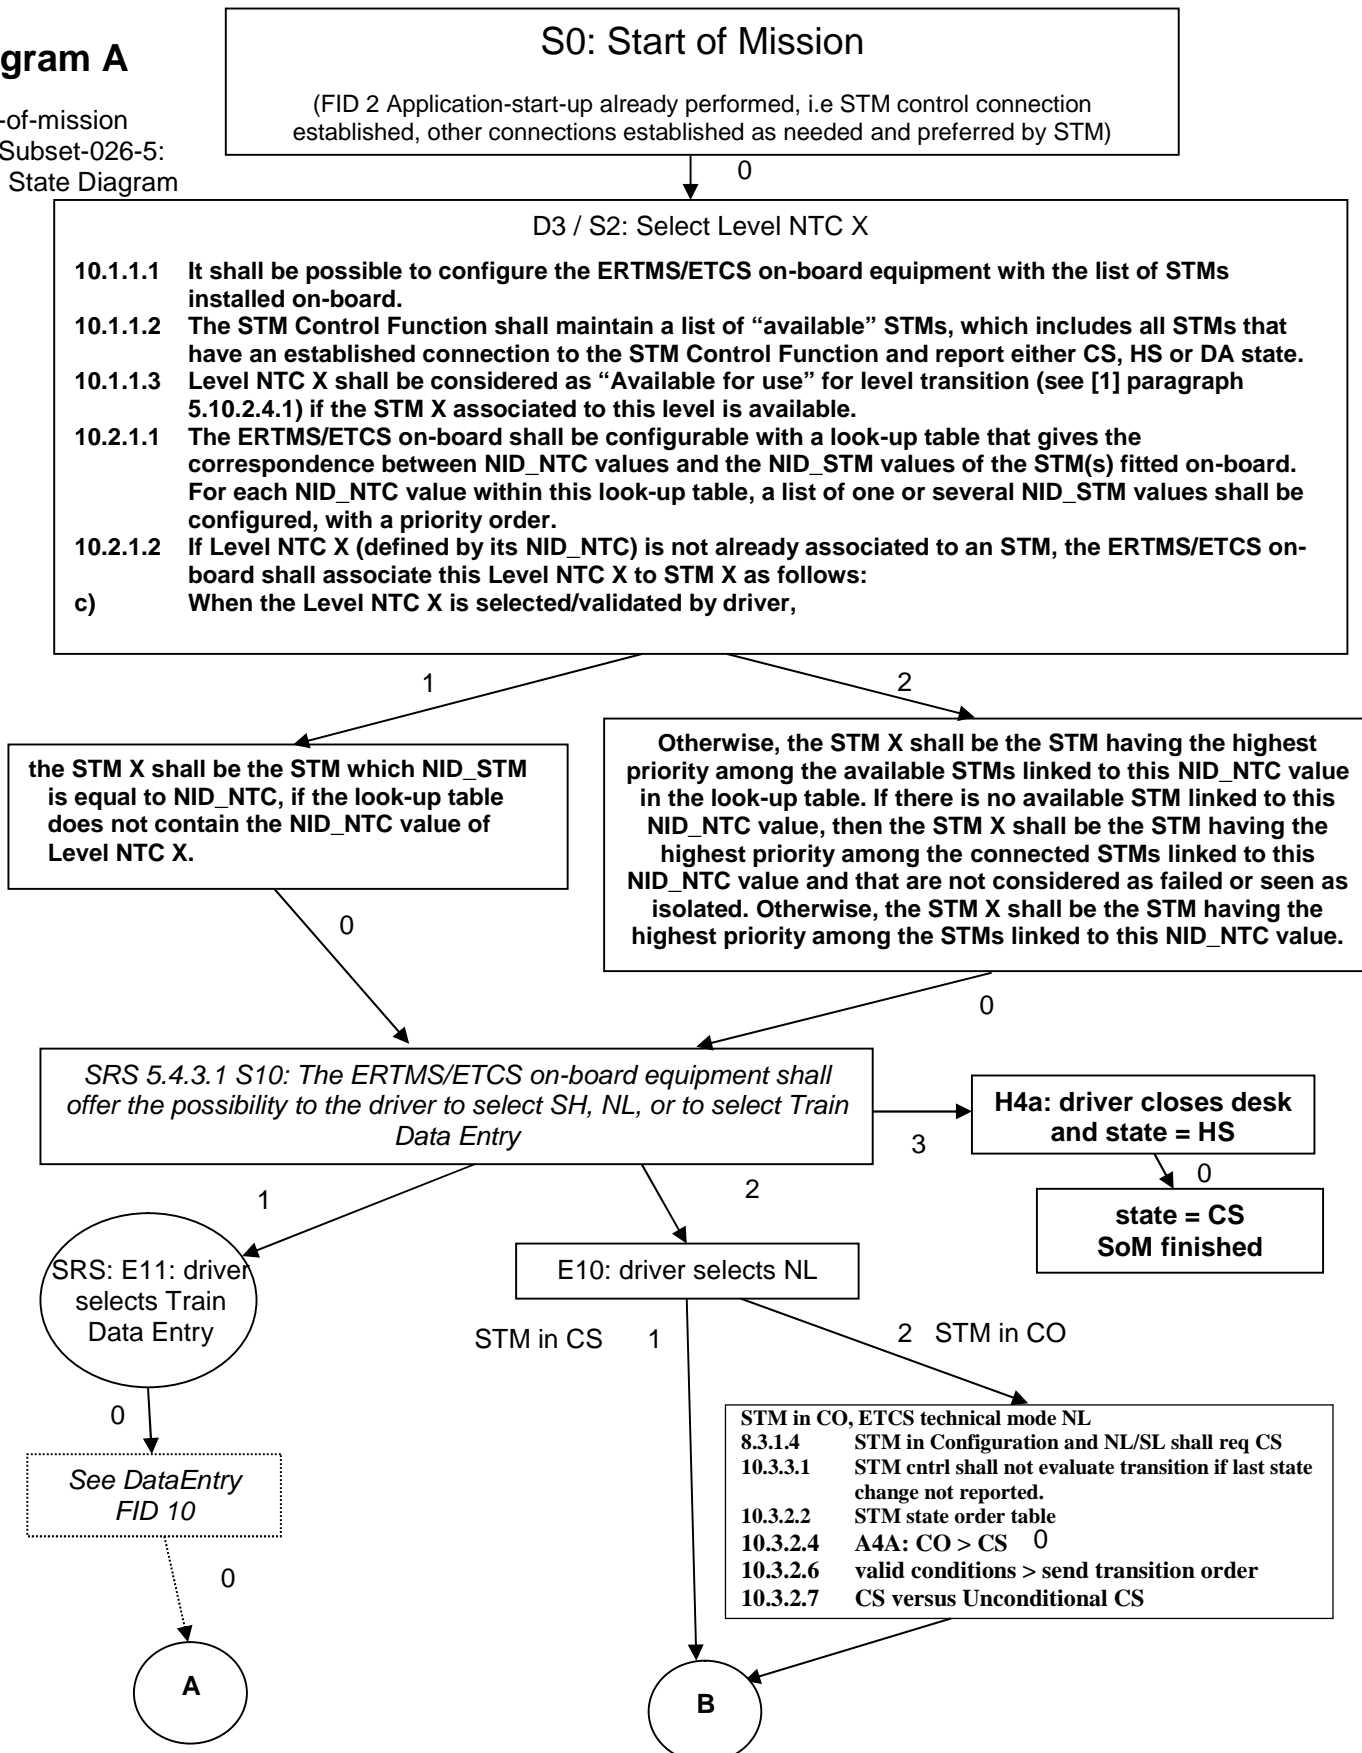 gram A
-of-mission
Subset-026-5:
State Diagram
S0: Start of Mission
(FID 2 Application-start-up already performed, i.e STM control connection
established, other connections established as needed and preferred by STM)
0
D3 / S2: Select Level NTC X
10.1.1.1 It shall be possible to configure the ERTMS/ETCS on-board equipment with the list of STMs
installed on-board.
10.1.1.2 The STM Control Function shall maintain a list of “available” STMs, which includes all STMs that
have an established connection to the STM Control Function and report either CS, HS or DA state.
10.1.1.3 Level NTC X shall be considered as “Available for use” for level transition (see [1] paragraph
5.10.2.4.1) if the STM X associated to this level is available.
10.2.1.1 The ERTMS/ETCS on-board shall be configurable with a look-up table that gives the
correspondence between NID_NTC values and the NID_STM values of the STM(s) fitted on-board.
For each NID_NTC value within this look-up table, a list of one or several NID_STM values shall be
configured, with a priority order.
10.2.1.2 If Level NTC X (defined by its NID_NTC) is not already associated to an STM, the ERTMS/ETCS on-
board shall associate this Level NTC X to STM X as follows:
c) When the Level NTC X is selected/validated by driver,
1
2
the STM X shall be the STM which NID_STM
is equal to NID_NTC, if the look-up table
does not contain the NID_NTC value of
Level NTC X.
Otherwise, the STM X shall be the STM having the highest
priority among the available STMs linked to this NID_NTC value
in the look-up table. If there is no available STM linked to this
NID_NTC value, then the STM X shall be the STM having the
highest priority among the connected STMs linked to this
NID_NTC value and that are not considered as failed or seen as
isolated. Otherwise, the STM X shall be the STM having the
highest priority among the STMs linked to this NID_NTC value.
0
0
SRS 5.4.3.1 S10: The ERTMS/ETCS on-board equipment shall
offer the possibility to the driver to select SH, NL, or to select Train
Data Entry
3
H4a: driver closes desk
and state = HS
0
state = CS
SoM finished
1
2
SRS: E11: driver
selects Train
Data Entry
E10: driver selects NL
STM in CS 1
2 STM in CO
0
See DataEntry
FID 10
STM in CO, ETCS technical mode NL
8.3.1.4 STM in Configuration and NL/SL shall req CS
10.3.3.1 STM cntrl shall not evaluate transition if last state
change not reported.
10.3.2.2 STM state order table
10.3.2.4 A4A: CO > CS 0
10.3.2.6 valid conditions > send transition order
10.3.2.7 CS versus Unconditional CS
0
A
B